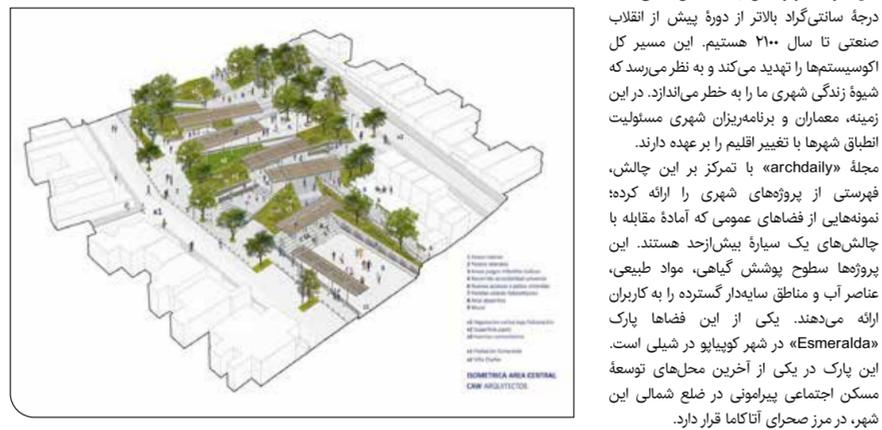 درجهٔ سانتی‌گراد بالاتر از دورهٔ پیش از انقلاب
صنعتی تا سال ۲۱۰۰ هستیم. این مسیر کل
اکوسیستم‌ها را تهدید می‌کند و به نظر می‌رسد که
شیوهٔ زندگی شهری ما را به خطر می‌اندازد. در این
زمینه، معماران و برنامه‌ریزان شهری مسئولیت
انطباق شهرها با تغییر اقلیم را بر عهده دارند.
مجلهٔ «archdaily» با تمرکز بر این چالش،
فهرستی از پروژه‌های شهری را ارائه کرده؛
نمونه‌هایی از فضاهای عمومی که آمادهٔ مقابله با
چالش‌های یک سیارهٔ بیش‌ازحد هستند. این
پروژه‌ها سطوح پوشش گیاهی، مواد طبیعی،
عناصر آب و مناطق سایه‌دار گسترده را به کاربران
ارائه می‌دهند. یکی از این فضاها پارک
«Esmeralda» در شهر کوپیاپو در شیلی است.
این پارک در یکی از آخرین محل‌های توسعهٔ
مسکن اجتماعی پیرامونی در ضلع شمالی این
شهر، در مرز صحرای آتاکاما قرار دارد.
ISOMETRICA AREA CENTRAL
CAW ARQUITECTOS